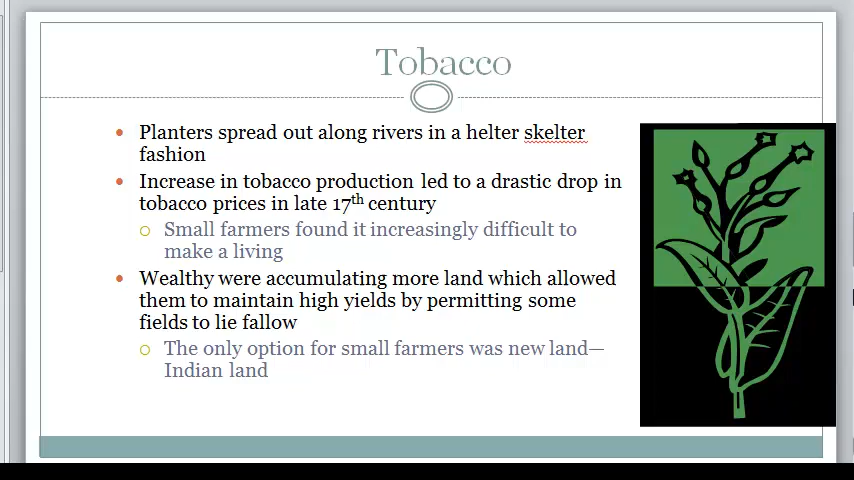 Tobacco
• Planters spread out along rivers in a helter skelter
fashion
• Increase in tobacco production led to a drastic drop in
tobacco prices in late 17th century
o Small farmers found it increasingly difficult to
make a living
• Wealthy were accumulating more land which allowed
them to maintain high yields by permitting some
fields to lie fallow
o The only option for small farmers was new land—
Indian land